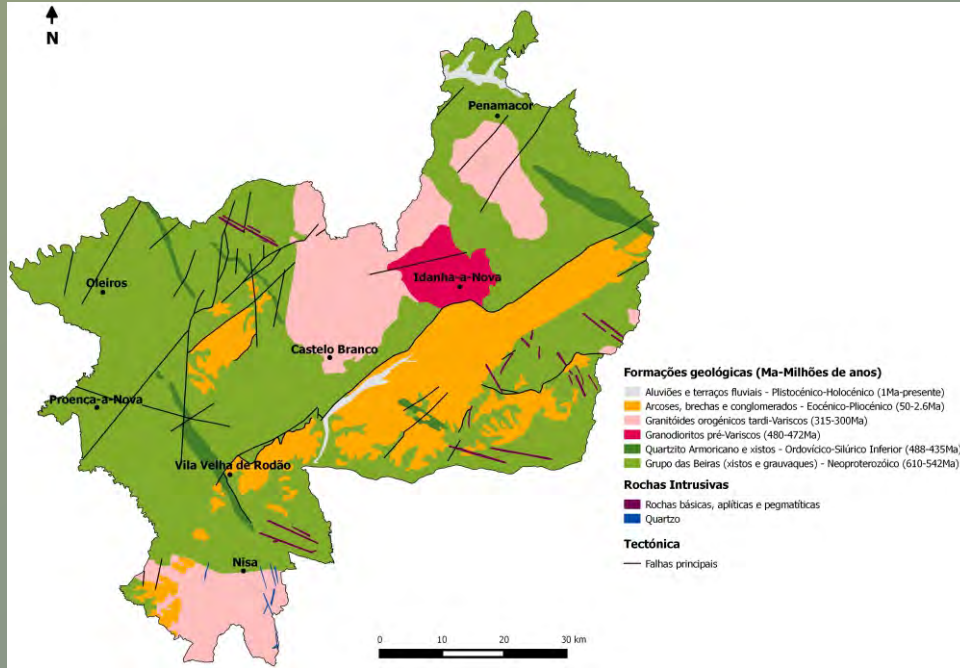 N
Penamacor
Idanha-a-Nova
Oleiros
Castelo Branco
Proença-a-Nova
Vila Velha de Rodão
Nisa
Formações geológicas (Ma-Milhões de anos)
Aluviões e terraços fluviais - Plistocénico-Holocénico (1Ma-presente)
Arcoses, brechas e conglomerados - Eocénico-Pliocénico (50-2.6Ma)
Granitóides orogénicos tardi-Variscos (315-300Ma)
Granodioritos pré-Variscos (480-472Ma)
Quartzito Armoricano e xistos - Ordovícico-Silúrico Inferior (488-435Ma)
Grupo das Beiras (xistos e grauvaques) - Neoproterozóico (610-542Ma)
Rochas Intrusivas
Rochas básicas, aplíticas e pegmatíticas
Quartzo
Tectónica
Falhas principais
0 10 20 30 km